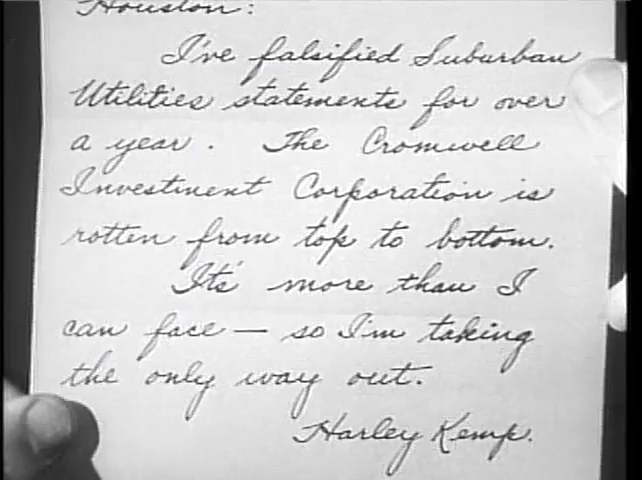 Houston:
I've falsified Suburban
Utilities statements for over
a year. The Cromwell
Investment Corporation is
rotten from top to bottom.
It's more than I
can face — so I'm taking
the only way out.
Harley Kemp.